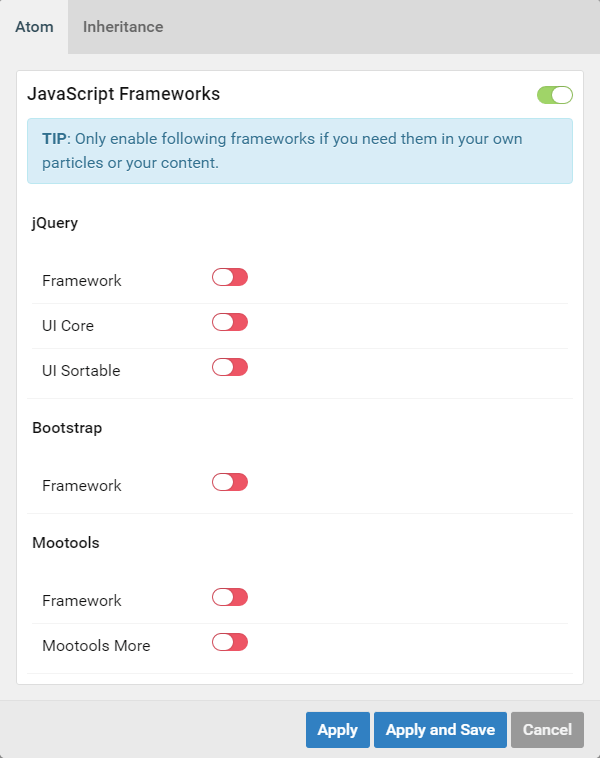 Atom
Inheritance
JavaScript Frameworks
TIP: Only enable following frameworks if you need them in your own
particles or your content.
jQuery
Framework
UI Core
UI Sortable
Bootstrap
Framework
Mootools
Framework
Mootools More
Apply
Apply and Save
Cancel